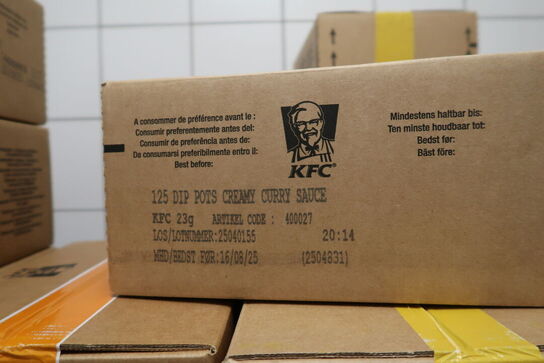 A consommer de préférence avant le :
Consumir preferentemente antes del:
Consumir de preferência antes de:
Da consumarsi preferibilmente entro il:
Best before:
KFC
Mindestens haltbar bis:
Ten minste houdbaar tot:
Bedst før:
Bäst före:
125 DIP POTS CREAMY CURRY SAUCE
KFC 23g ARTIKEL CODE : 400027
LOS/LOTNUMMER:25040155 20:14
MHD/BEDST FØR:16/08/25 (2504831)